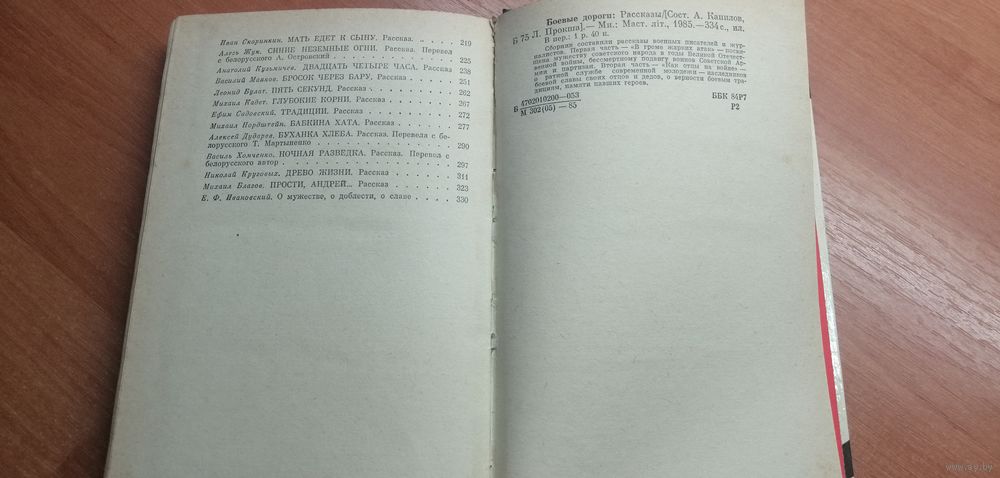 Иван Скоринкин. МАТЬ ЕДЕТ К СЫНУ. Рассказ. . . . . . 219
Алесь Жук. СИНИЕ НЕЗЕМНЫЕ ОГНИ. Рассказ. Перевод
с белорусского А. Островский . . . . . . . 225
Анатолий Кузьмичев. ДВАДЦАТЬ ЧЕТЫРЕ ЧАСА. Рассказ 238
Василий Маяков. БРОСОК ЧЕРЕЗ БАРУ. Рассказ . . . . 251
Леонид Булат. ПЯТЬ СЕКУНД. Рассказ . . . . . . 262
Михаил Кадет. ГЛУБОКИЕ КОРНИ. Рассказ . . . . . 267
Ефим Садовский. ТРАДИЦИИ. Рассказ . . . . . . 272
Михаил Нордштейн. БАБКИНА ХАТА. Рассказ . . . . . 277
Алексей Дударев. БУХАНКА ХЛЕБА. Рассказ. Перевела с бе-
лорусского Т. Мартыненко . . . . . . . . 290
Василь Хомченко. НОЧНАЯ РАЗВЕДКА. Рассказ. Перевел с
белорусского автор . . . . . . . . . . 297
Николай Круговых. ДРЕВО ЖИЗНИ. Рассказ . . . . . 311
Михаил Благов. ПРОСТИ, АНДРЕЙ... Рассказ . . . . . 323
Е. Ф. Ивановский. О мужестве, о доблести, о славе . . . . 330
Боевые дороги: Рассказы/[Сост. А. Капилов,
Б 75 Л. Прокша].— Мн.: Маст. літ., 1985.—334 с., ил.
В пер.: 1 р. 40 к.
Сборник составили рассказы военных писателей и жур-
налистов. Первая часть — «В громе жарких атак» — посвя-
щена мужеству советского народа в годы Великой Отечест-
венной войны, бессмертному подвигу воинов Советской Ар-
мии и партизан. Вторая часть — «Как отцы на войне» —
о ратной службе современной молодежи — наследников
боевой славы своих отцов и дедов, о верности боевым тра-
дициям, памяти павших героев.
Б 4702010200—053
М 302(05) — 85
ББК 84Р7
Р2
www.ay.by